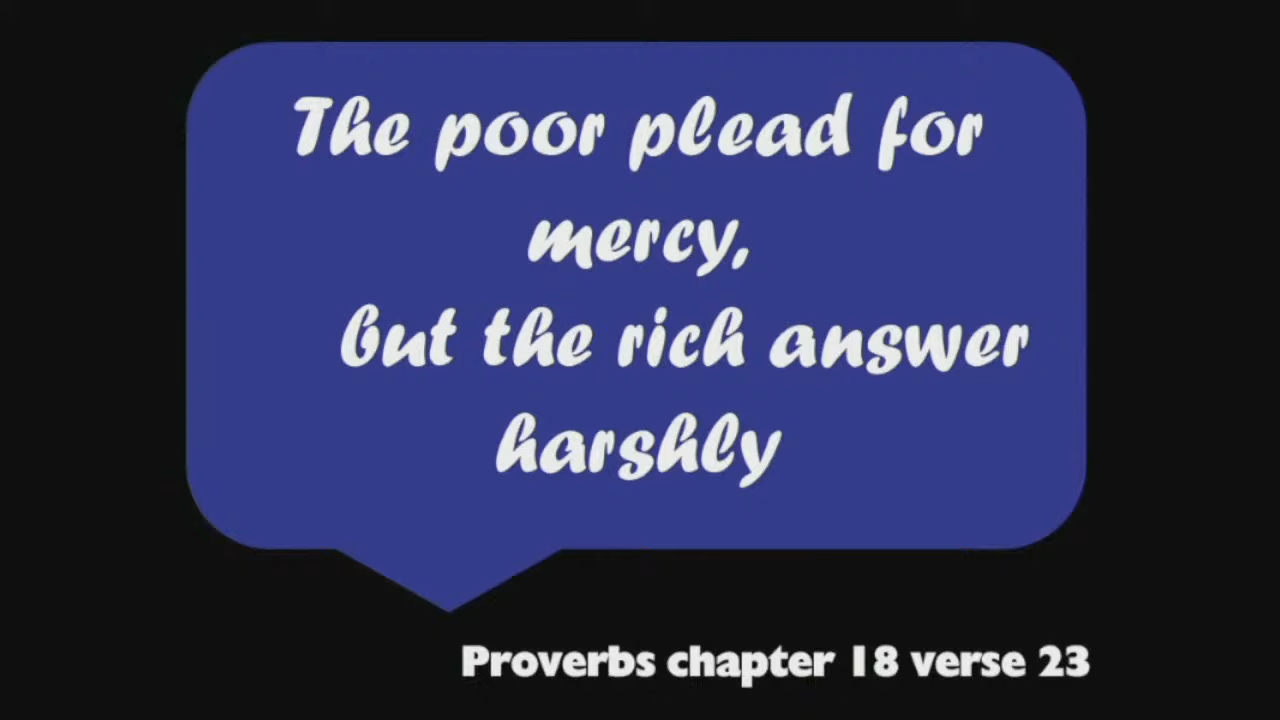 The poor plead for
mercy,
but the rich answer
harshly
Proverbs chapter 18 verse 23